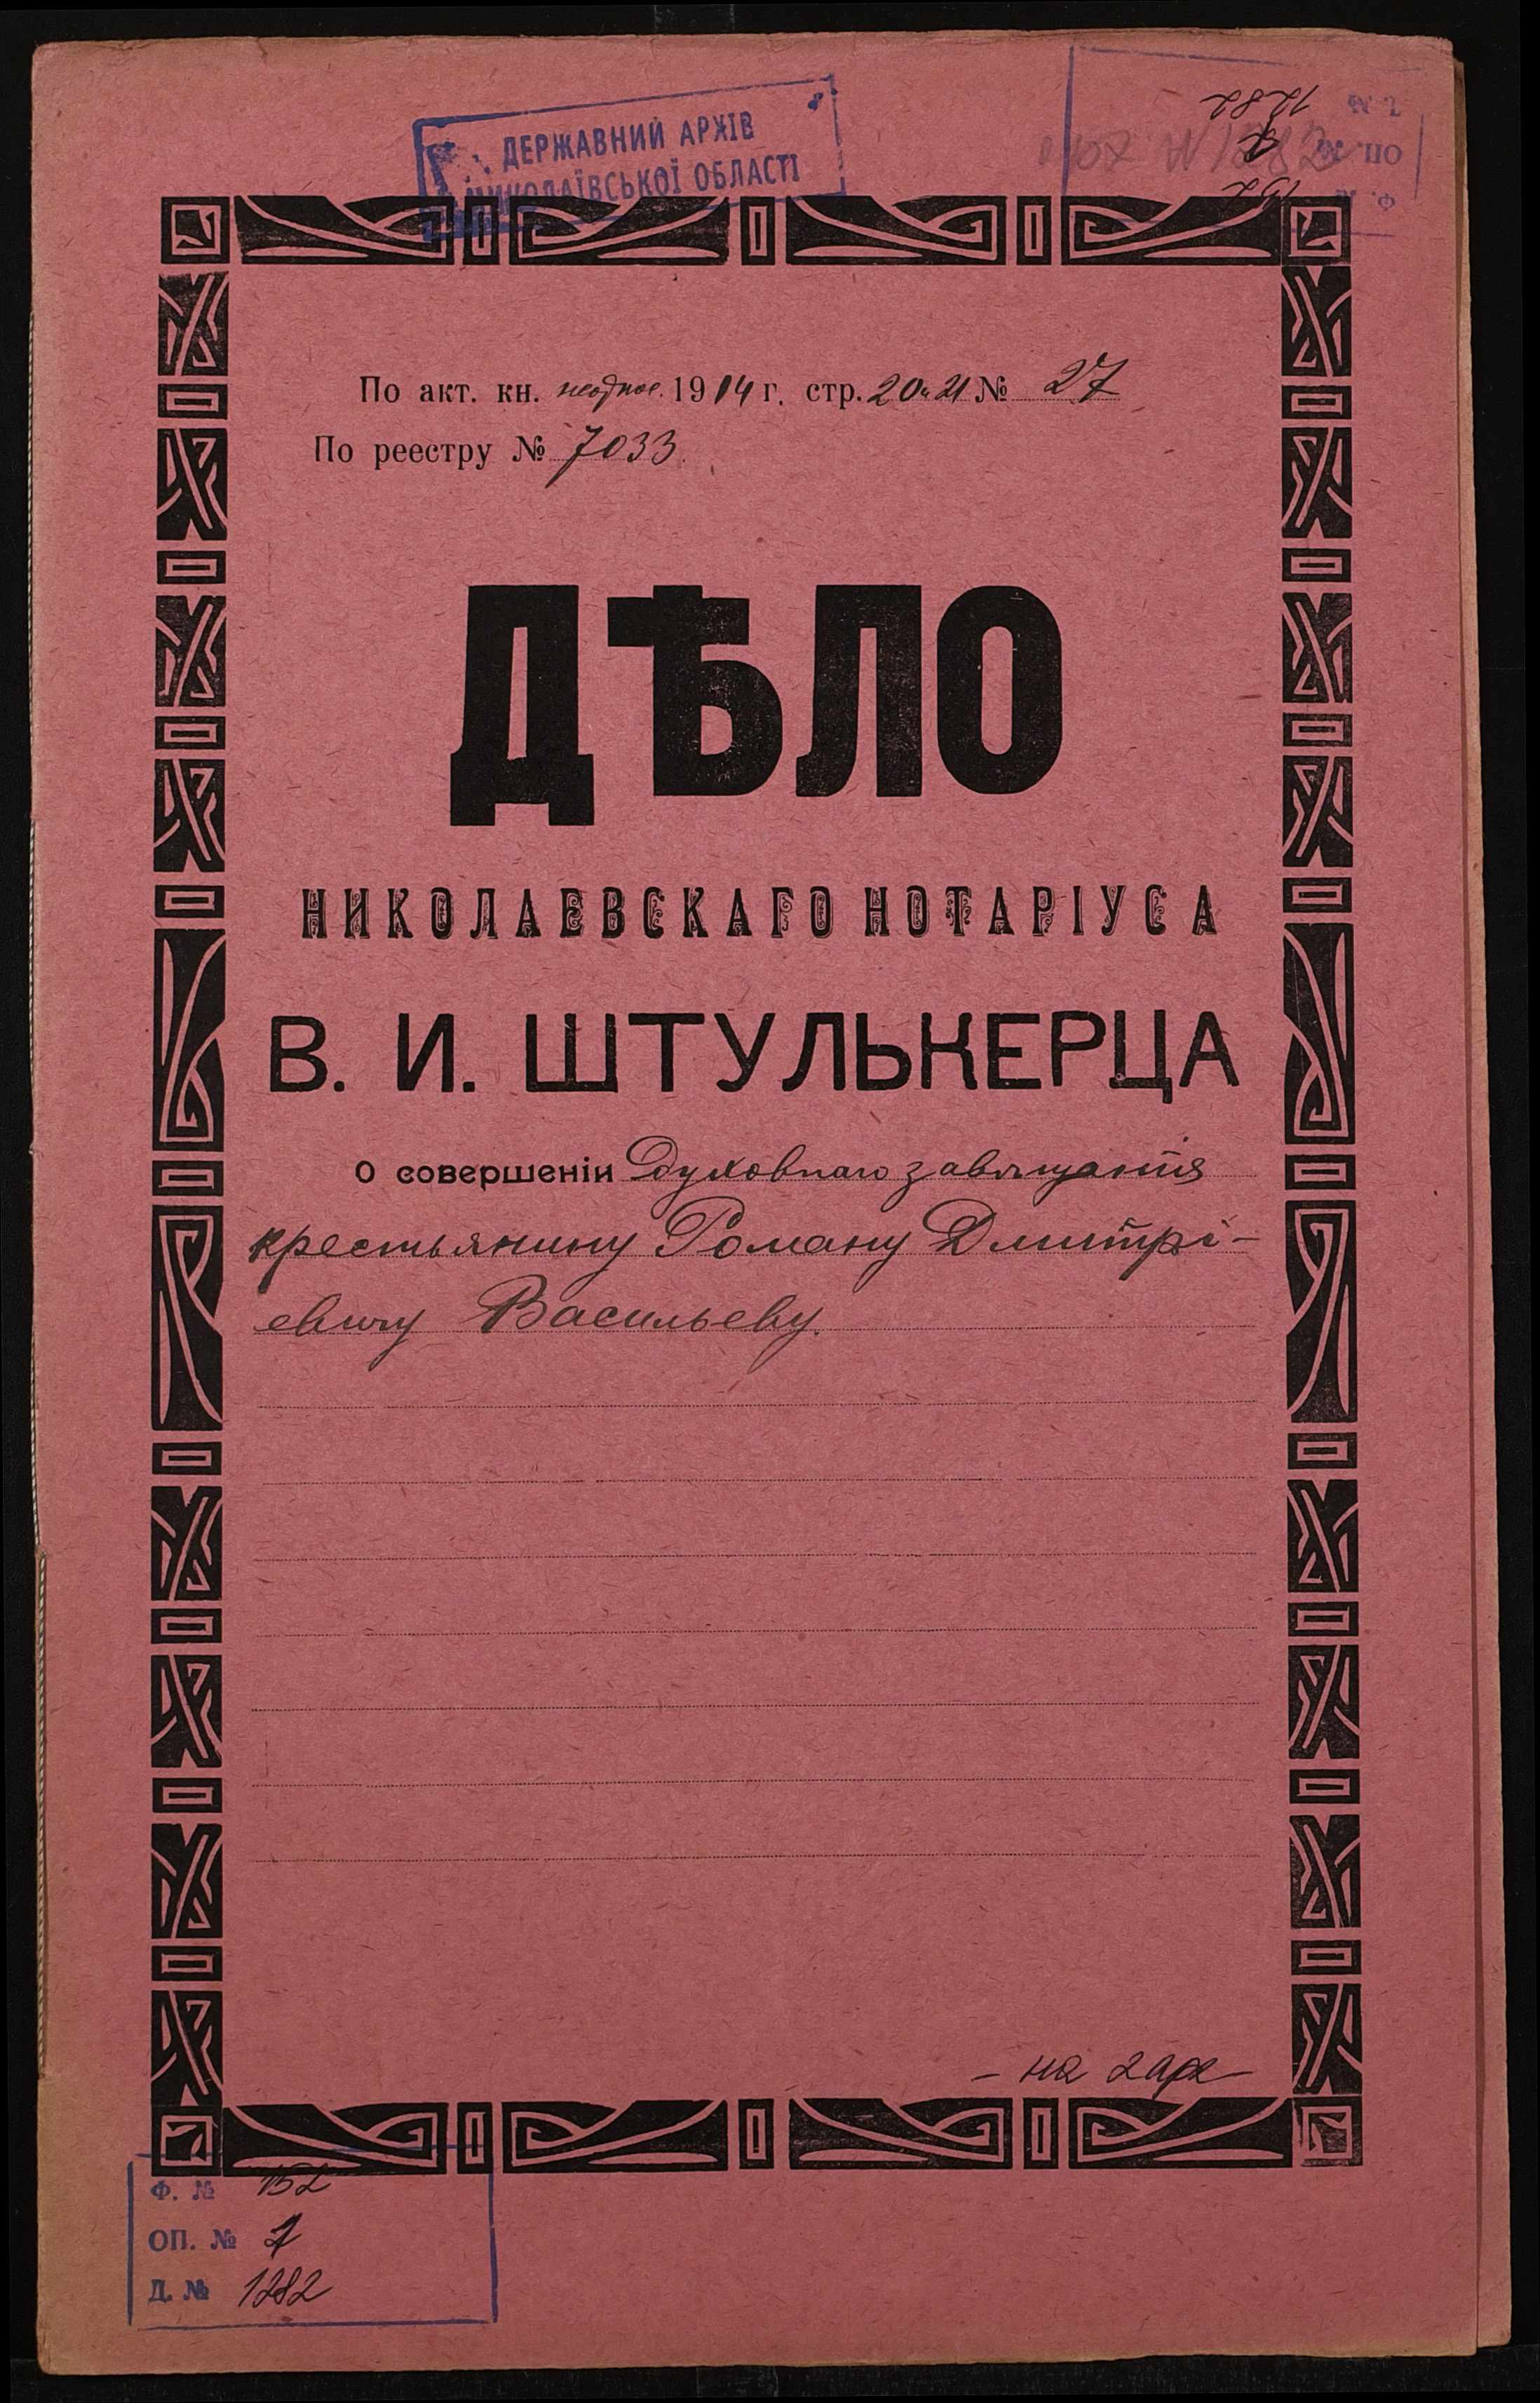 ДЕРЖАВНИЙ АРХІВ
МИКОЛАЇВСЬКОЇ ОБЛАСТІ
1282
152
По акт. кн. 1914 г. стр. 20 и 21 № 27
По реестру № 7033.
ДѢЛО
НИКОЛАЕВСКАГО НОТАРІУСА
В. И. ШТУЛЬКЕРЦА
О совершеніи Духовнаго завѣщанія
крестьянину Роману Дмитрі-
евичу Васильеву.
– на 2 арк –
Ф. № 152
ОП. № 1
Д. № 1282